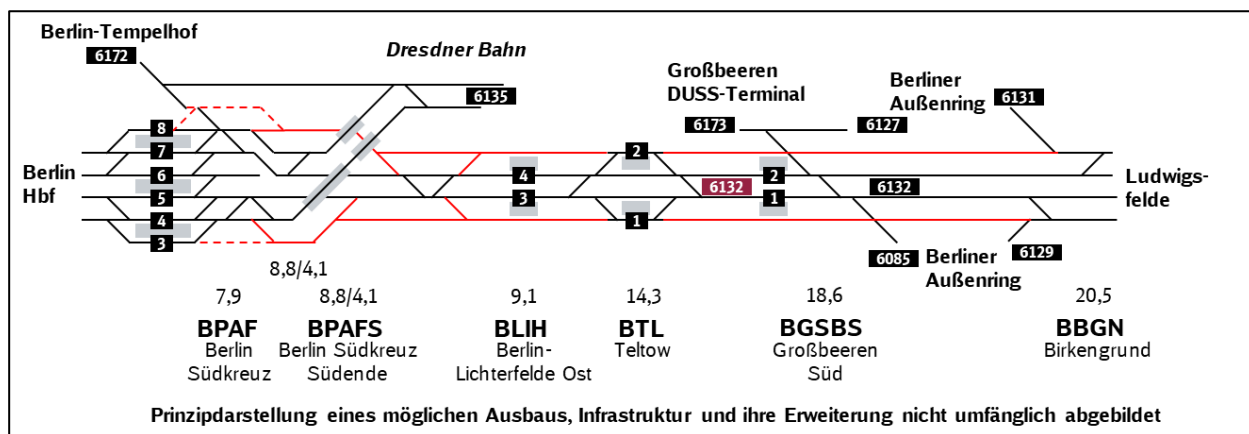 Berlin-Tempelhof
6172
Dresdner Bahn
6135
Großbeeren
DUSS-Terminal
6173
6127
Berliner
Außenring
6131
8
7
6
5
4
3
Berlin
Hbf
4
3
2
1
6132
2
1
6132
Ludwigs-
felde
6085
Berliner
Außenring
6129
8,8/4,1
7,9
8,8/4,1
9,1
14,3
18,6
20,5
BPAF
BPAFS
BLIH
BTL
BGSBS
BBGN
Berlin
Südkreuz
Berlin Südkreuz
Südende
Berlin-
Lichterfelde Ost
Teltow
Großbeeren
Süd
Birkengrund
Prinzipdarstellung eines möglichen Ausbaus, Infrastruktur und ihre Erweiterung nicht umfänglich abgebildet